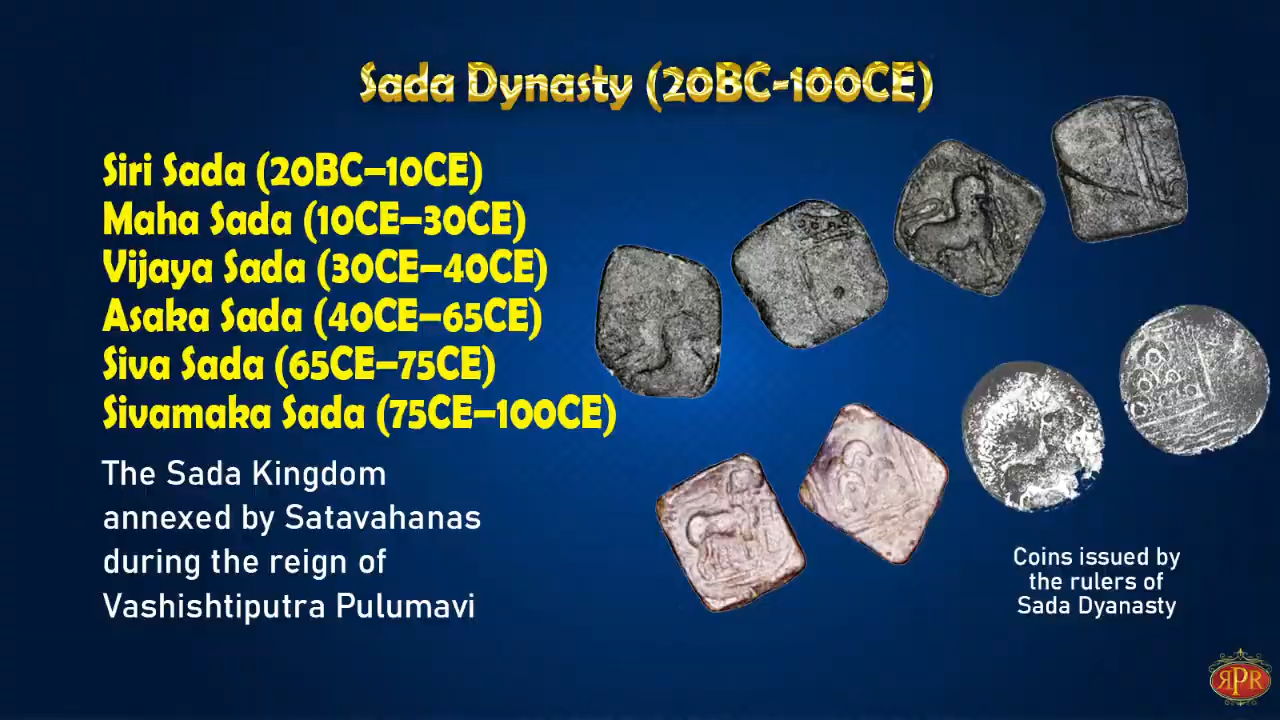 Sada Dynasty (20BC-100CE)
Siri Sada (20BC–10CE)
Maha Sada (10CE–30CE)
Vijaya Sada (30CE–40CE)
Asaka Sada (40CE–65CE)
Siva Sada (65CE–75CE)
Sivamaka Sada (75CE–100CE)
The Sada Kingdom
annexed by Satavahanas
during the reign of
Vashishtiputra Pulumavi
Coins issued by
the rulers of
Sada Dyanasty
RPR